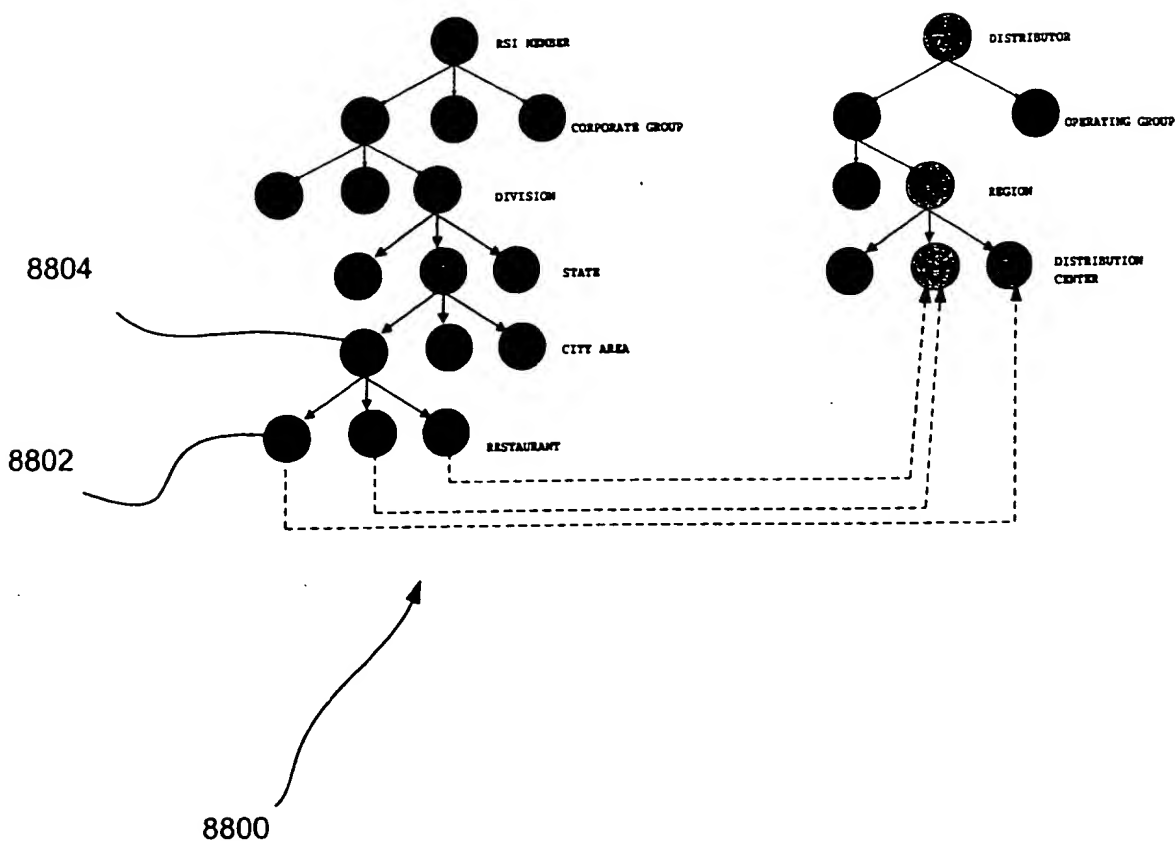 RSI MEMBER
DISTRIBUTOR
CORPORATE GROUP
OPERATING GROUP
DIVISION
REGION
8804
STATE
DISTRIBUTION
CENTER
CITY AREA
8802
RESTAURANT
8800